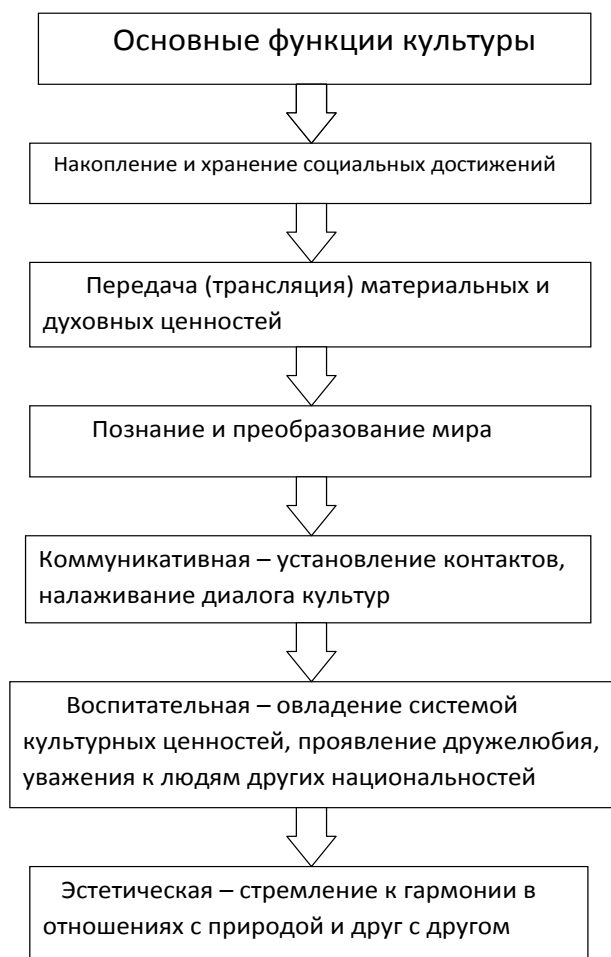 Основные функции культуры
Накопление и хранение социальных достижений
Передача (трансляция) материальных и
духовных ценностей
Познание и преобразование мира
Коммуникативная – установление контактов,
налаживание диалога культур
Воспитательная – овладение системой
культурных ценностей, проявление дружелюбия,
уважения к людям других национальностей
Эстетическая – стремление к гармонии в
отношениях с природой и друг с другом